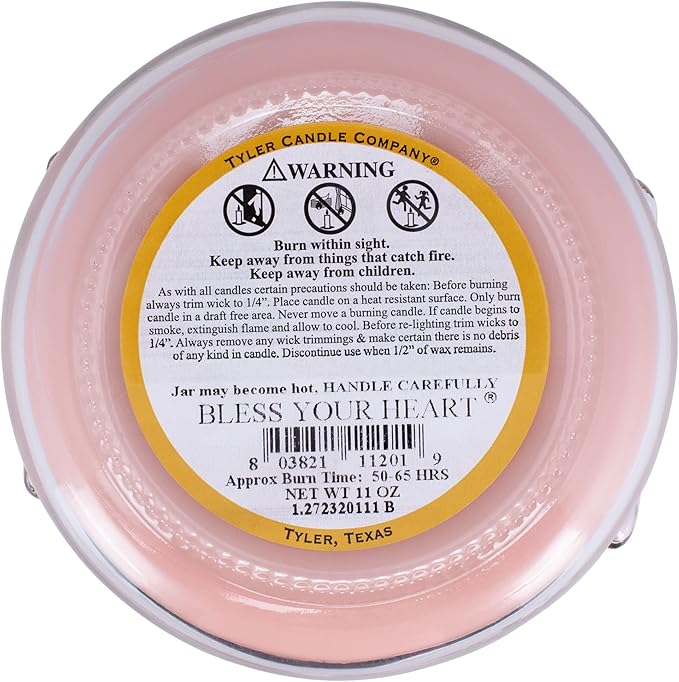 TYLER CANDLE COMPANY®
⚠WARNING
Burn within sight.
Keep away from things that catch fire.
Keep away from children.
As with all candles certain precautions should be taken: Before burning
always trim wick to 1/4”. Place candle on a heat resistant surface. Only burn
candle in a draft free area. Never move a burning candle. If candle begins to
smoke, extinguish flame and allow to cool. Before re-lighting trim wicks to
1/4”. Always remove any wick trimmings & make certain there is no debris
of any kind in candle. Discontinue use when 1/2” of wax remains.
Jar may become hot, HANDLE CAREFULLY
BLESS YOUR HEART ®
8 03821 11201 9
Approx Burn Time: 50-65 HRS
NET WT 11 OZ
1.272320111 B
TYLER, TEXAS